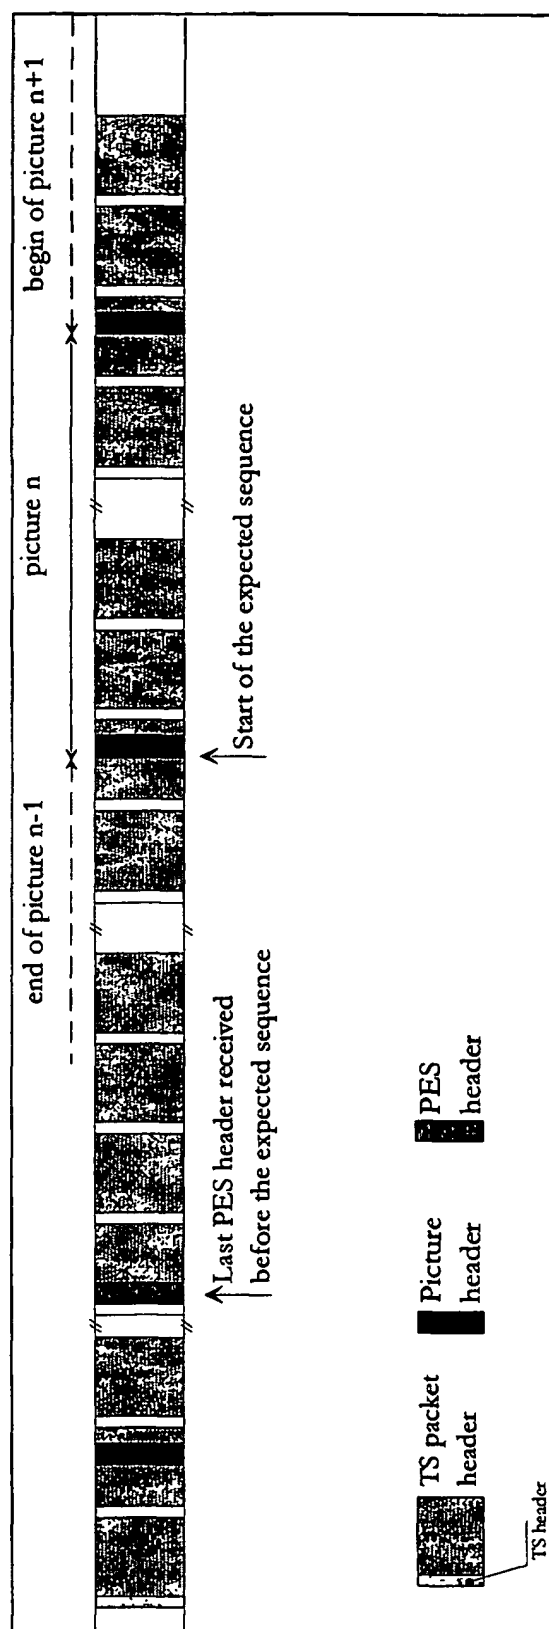 end of picture n-1
picture n
begin of picture n+1
Last PES header received
before the expected sequence
Start of the expected sequence
TS packet
header
Picture
header
PES
header
TS header